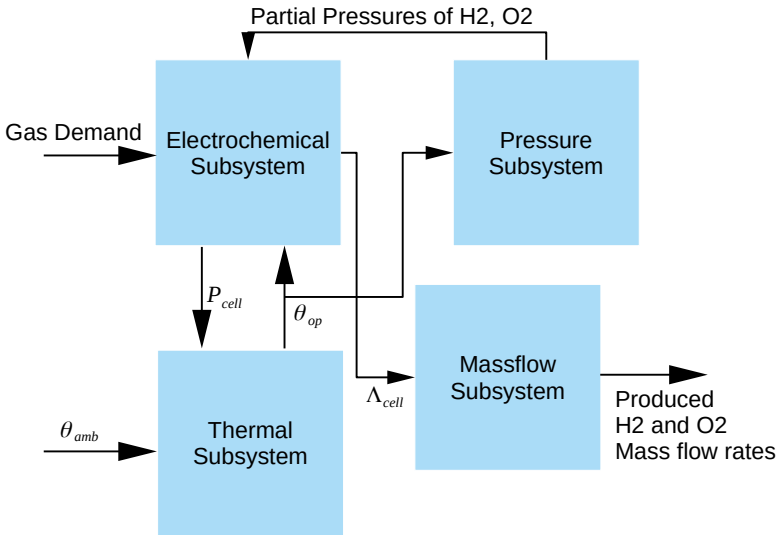 Partial Pressures of H2, O2
Gas Demand
Electrochemical
Subsystem
Pressure
Subsystem
P_cell
θ_op
Massflow
Subsystem
Λ_cell
Produced
H2 and O2
Mass flow rates
θ_amb
Thermal
Subsystem